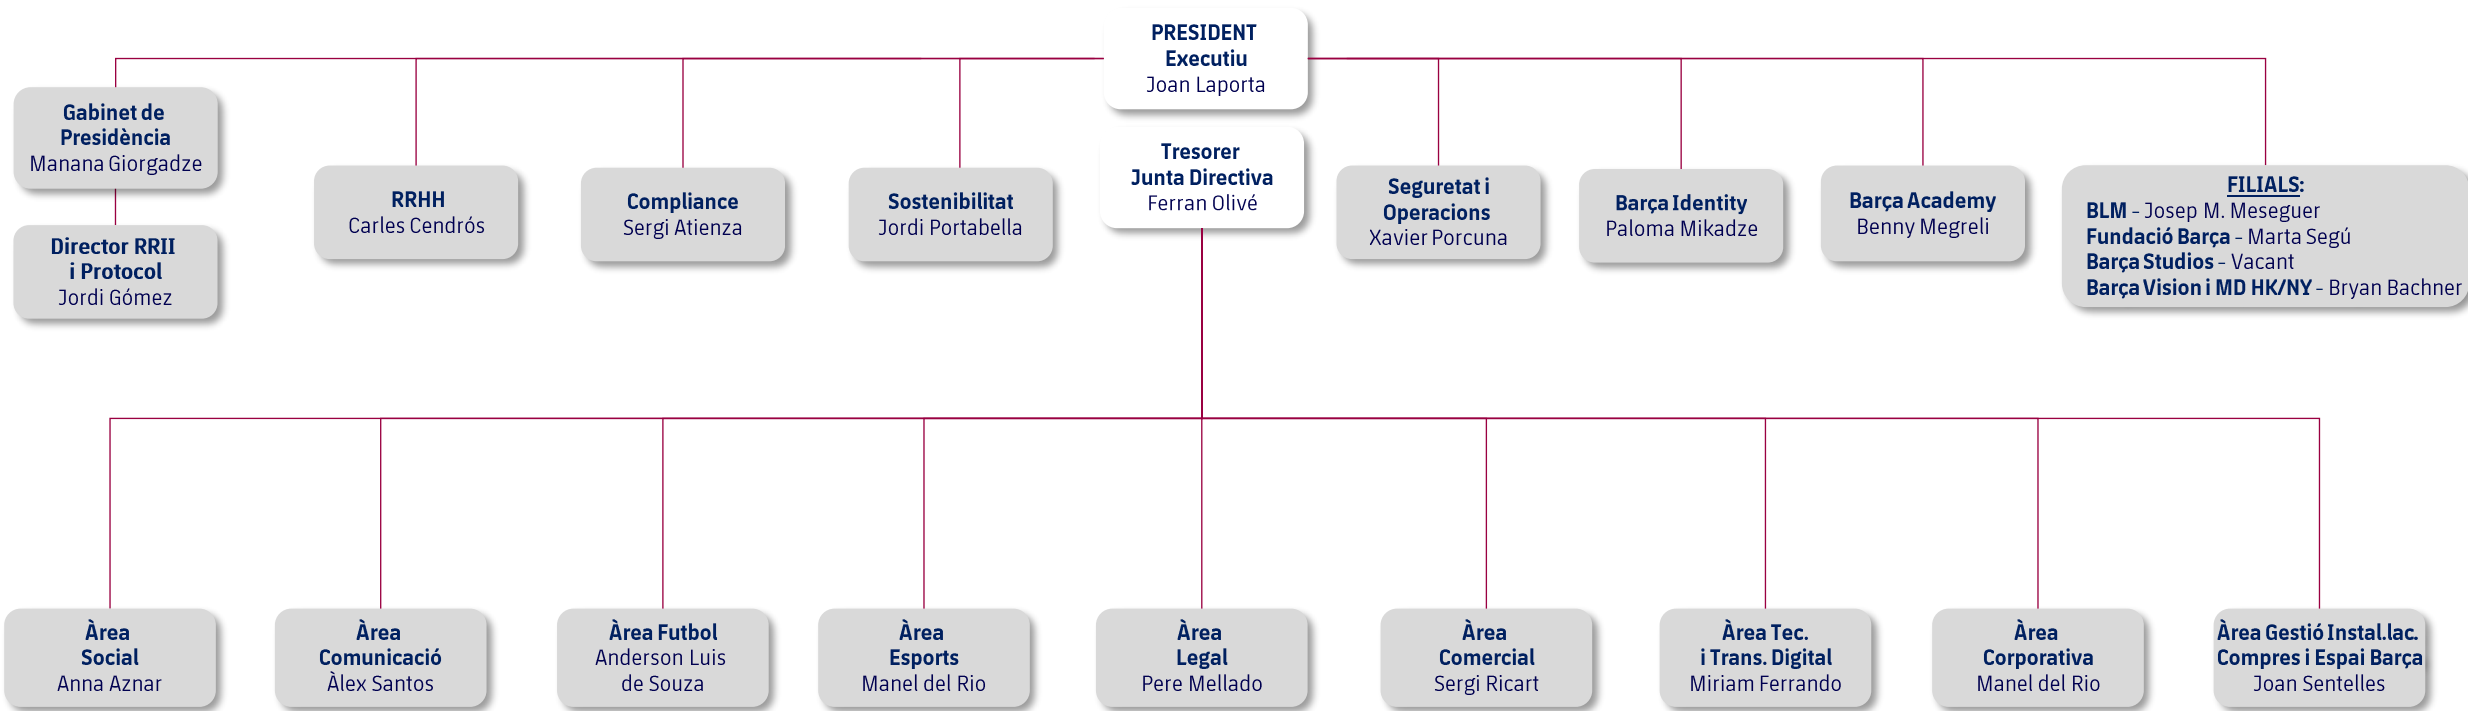 PRESIDENT
Executiu
Joan Laporta
Gabinet de
Presidència
Manana Giorgadze
Director RRII
i Protocol
Jordi Gómez
RRHH
Carles Cendrós
Compliance
Sergi Atienza
Sostenibilitat
Jordi Portabella
Tresorer
Junta Directiva
Ferran Olivé
Seguretat i
Operacions
Xavier Porcuna
Barça Identity
Paloma Mikadze
Barça Academy
Benny Megreli
FILIALS:
BLM - Josep M. Meseguer
Fundació Barça - Marta Segú
Barça Studios - Vacant
Barça Vision i MD HK/NY - Bryan Bachner
Àrea
Social
Anna Aznar
Àrea
Comunicació
Àlex Santos
Àrea Futbol
Anderson Luis
de Souza
Àrea
Esports
Manel del Rio
Àrea
Legal
Pere Mellado
Àrea
Comercial
Sergi Ricart
Àrea Tec.
i Trans. Digital
Miriam Ferrando
Àrea
Corporativa
Manel del Rio
Àrea Gestió Instal.lac.
Compres i Espai Barça
Joan Sentelles